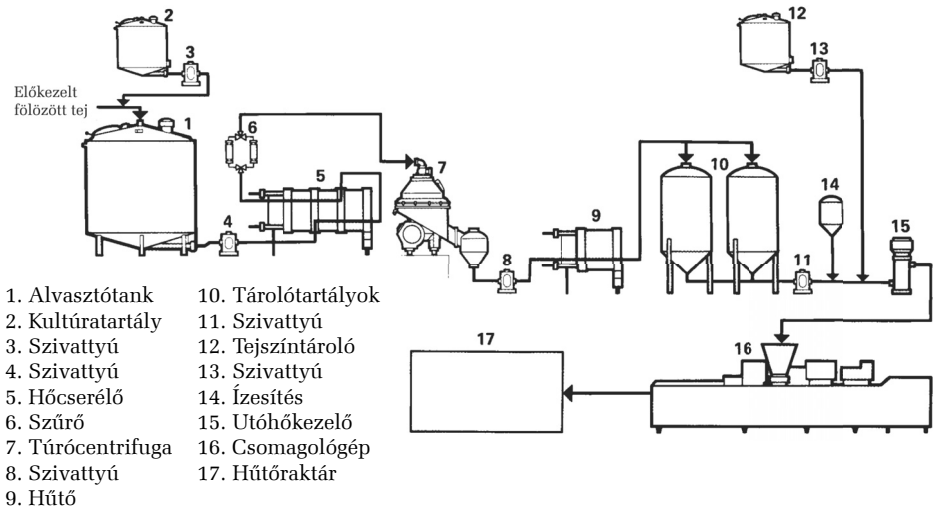 2
3
12
13
Előkezelt
fölözött tej
1
6
7
5
4
8
9
10
14
15
11
17
16
1. Alvasztótank
2. Kultúratartály
3. Szivattyú
4. Szivattyú
5. Hőcserélő
6. Szűrő
7. Túrócentrifuga
8. Szivattyú
9. Hűtő
10. Tárolótartályok
11. Szivattyú
12. Tejszíntároló
13. Szivattyú
14. Ízesítés
15. Utóhőkezelő
16. Csomagológép
17. Hűtőraktár